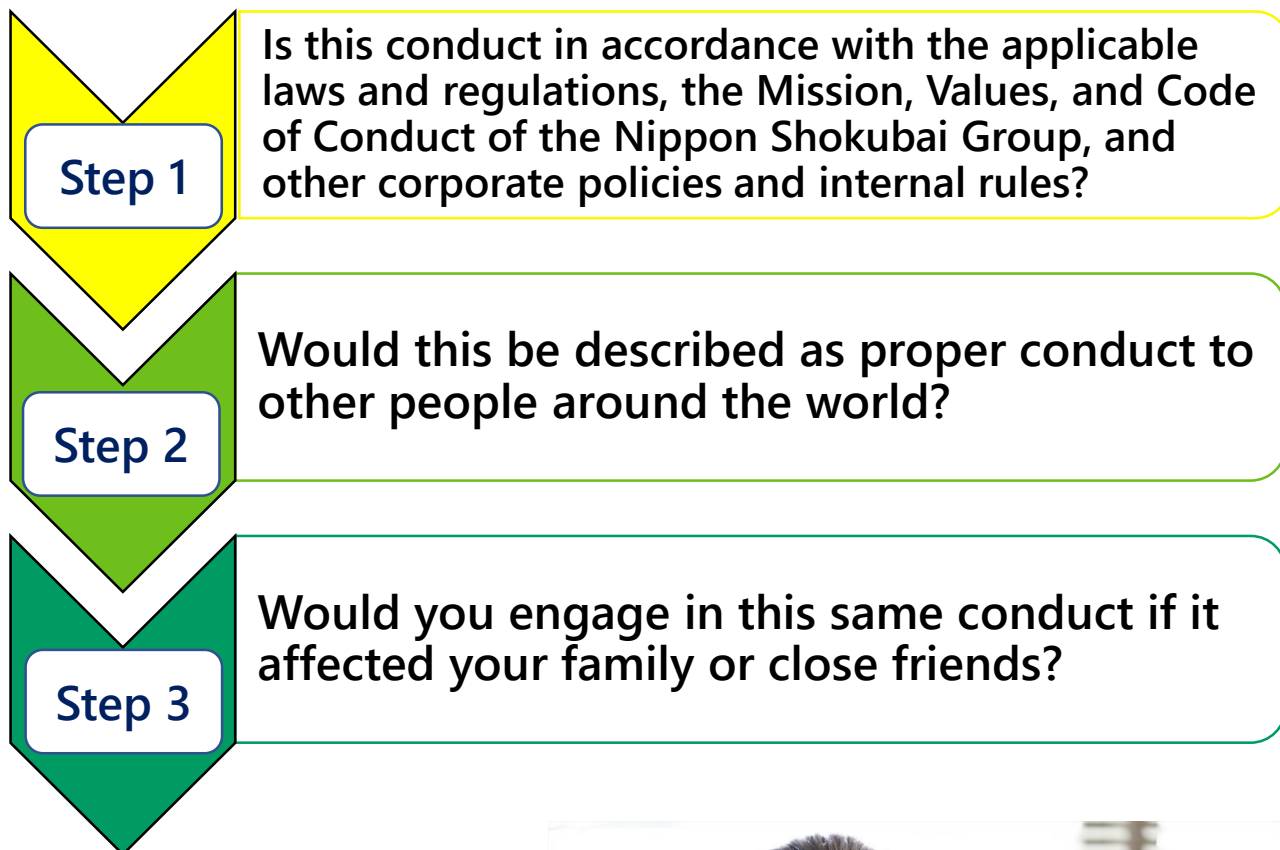 Step 1
Is this conduct in accordance with the applicable
laws and regulations, the Mission, Values, and Code
of Conduct of the Nippon Shokubai Group, and
other corporate policies and internal rules?
Step 2
Would this be described as proper conduct to
other people around the world?
Step 3
Would you engage in this same conduct if it
affected your family or close friends?